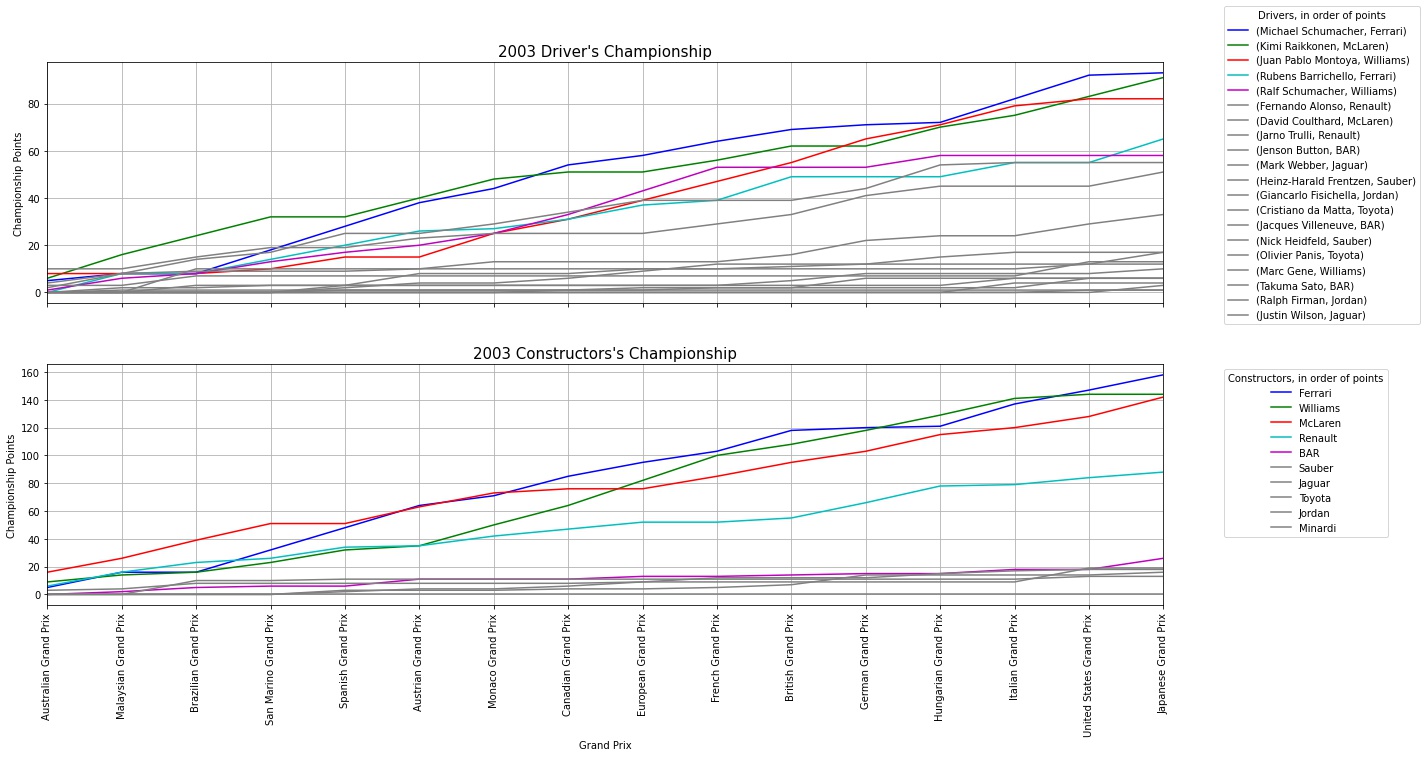 2003 Driver's Championship
Championship Points
80
60
40
20
0
Drivers, in order of points
(Michael Schumacher, Ferrari)
(Kimi Raikkonen, McLaren)
(Juan Pablo Montoya, Williams)
(Rubens Barrichello, Ferrari)
(Ralf Schumacher, Williams)
(Fernando Alonso, Renault)
(David Coulthard, McLaren)
(Jarno Trulli, Renault)
(Jenson Button, BAR)
(Mark Webber, Jaguar)
(Heinz-Harald Frentzen, Sauber)
(Giancarlo Fisichella, Jordan)
(Cristiano da Matta, Toyota)
(Jacques Villeneuve, BAR)
(Nick Heidfeld, Sauber)
(Olivier Panis, Toyota)
(Marc Gene, Williams)
(Takuma Sato, BAR)
(Ralph Firman, Jordan)
(Justin Wilson, Jaguar)
2003 Constructors's Championship
Championship Points
160
140
120
100
80
60
40
20
0
Constructors, in order of points
Ferrari
Williams
McLaren
Renault
BAR
Sauber
Jaguar
Toyota
Jordan
Minardi
Australian Grand Prix
Malaysian Grand Prix
Brazilian Grand Prix
San Marino Grand Prix
Spanish Grand Prix
Austrian Grand Prix
Monaco Grand Prix
Canadian Grand Prix
European Grand Prix
French Grand Prix
British Grand Prix
German Grand Prix
Hungarian Grand Prix
Italian Grand Prix
United States Grand Prix
Japanese Grand Prix
Grand Prix